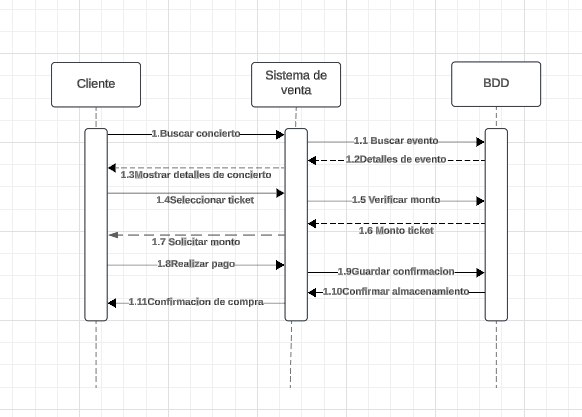 Cliente
Sistema de
venta
BDD
1.Buscar concierto
1.1 Buscar evento
1.2Detalles de evento
1.3Mostrar detalles de concierto
1.4Seleccionar ticket
1.5 Verificar monto
1.6 Monto ticket
1.7 Solicitar monto
1.8Realizar pago
1.9Guardar confirmacion
1.10Confirmar almacenamiento
1.11Confirmacion de compra